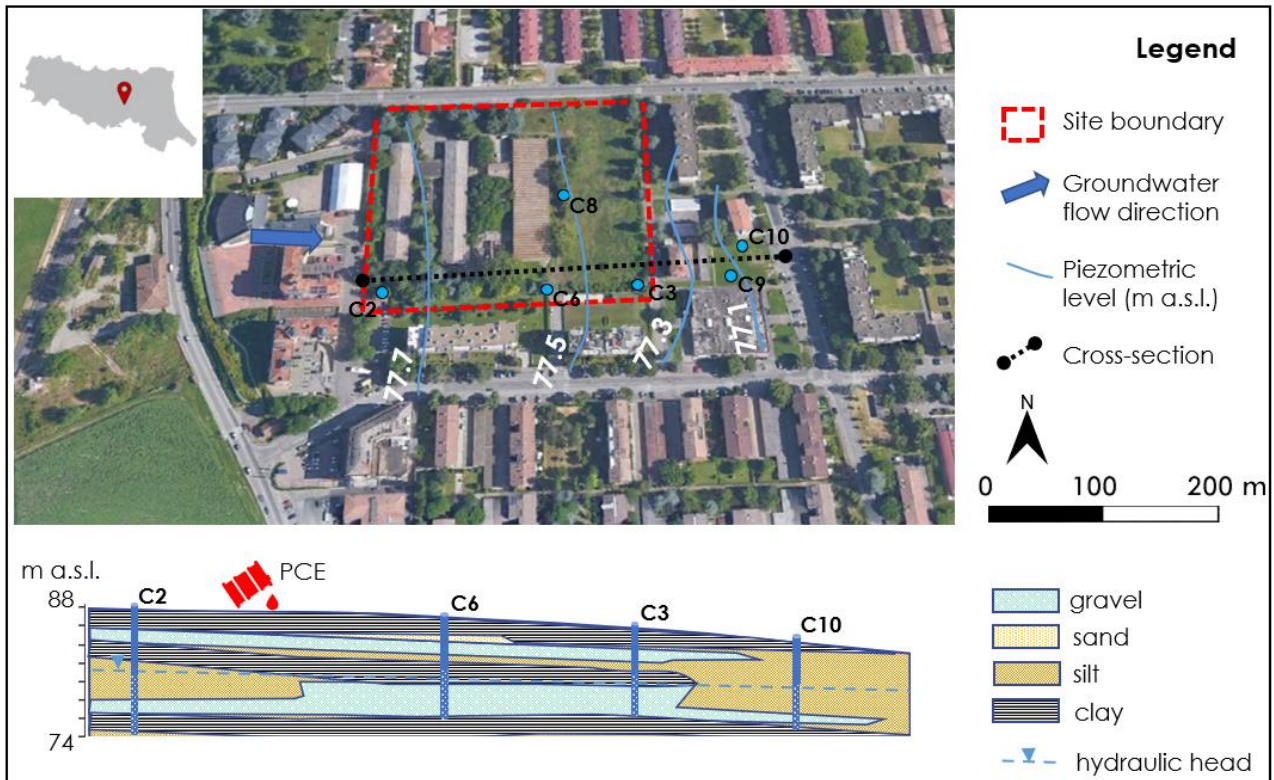 Legend
Site boundary
Groundwater
flow direction
Piezometric
level (m a.s.l.)
Cross-section
N
0 100 200 m
C8
C10
C2
C6
C3
C9
77.7
77.5
77.3
77.1
m a.s.l.
PCE
88
C2
C6
C3
C10
74
gravel
sand
silt
clay
hydraulic head